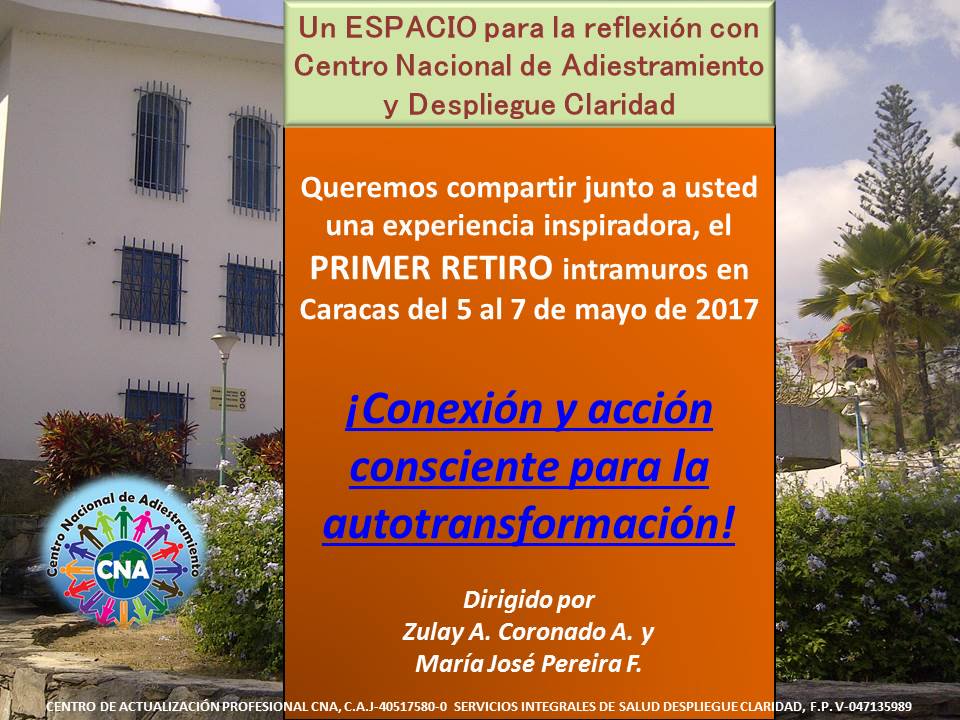 Un ESPACIO para la reflexión con
Centro Nacional de Adiestramiento
y Despliegue Claridad
Queremos compartir junto a usted
una experiencia inspiradora, el
PRIMER RETIRO intramuros en
Caracas del 5 al 7 de mayo de 2017
¡Conexión y acción
consciente para la
autotransformación!
Dirigido por
Zulay A. Coronado A. y
María José Pereira F.
Centro Nacional de Adiestramiento
CNA
CENTRO DE ACTUALIZACIÓN PROFESIONAL CNA, C.A.J-40517580-0 SERVICIOS INTEGRALES DE SALUD DESPLIEGUE CLARIDAD, F.P. V-047135989